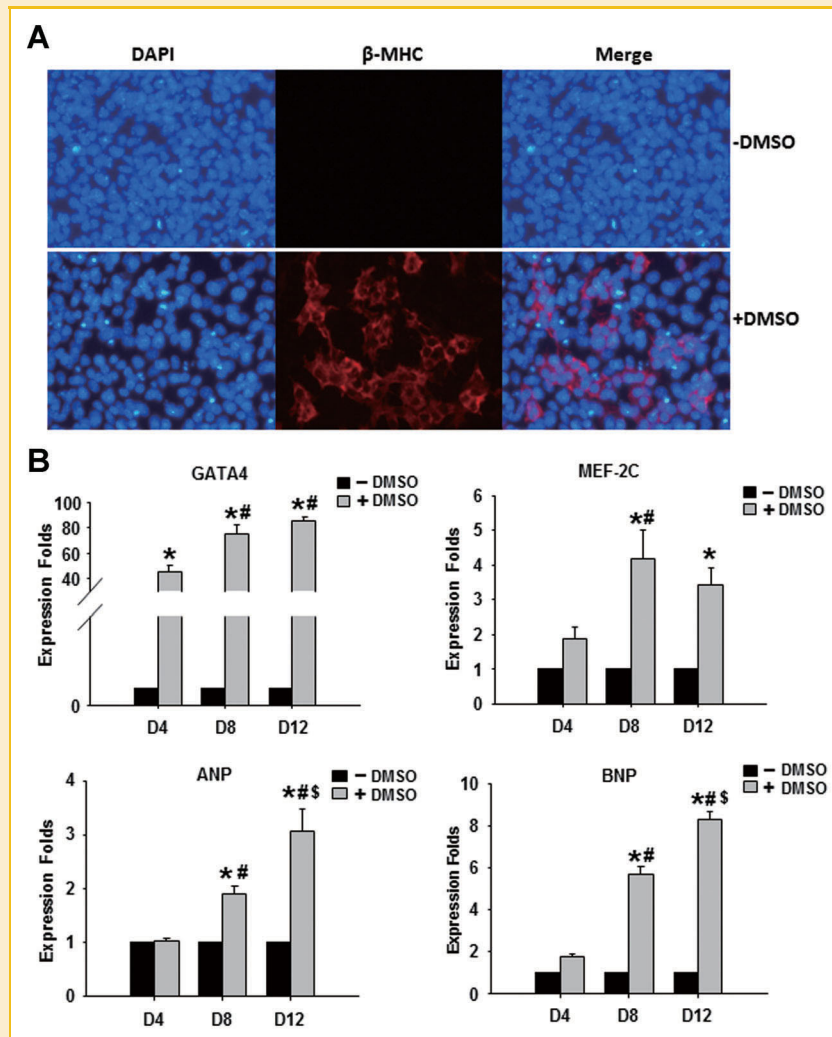 A
DAPI β-MHC Merge
-DMSO
+DMSO
B
GATA4
− DMSO
+ DMSO
Expression Folds
100
80
60
40
0
*
*#
*#
D4 D8 D12
MEF-2C
− DMSO
+ DMSO
Expression Folds
6
5
4
3
2
1
0
*#
*
D4 D8 D12
ANP
− DMSO
+ DMSO
Expression Folds
4
3
2
1
0
*#
*#$
D4 D8 D12
BNP
− DMSO
+ DMSO
Expression Folds
10
8
6
4
2
0
*#
*#$
D4 D8 D12